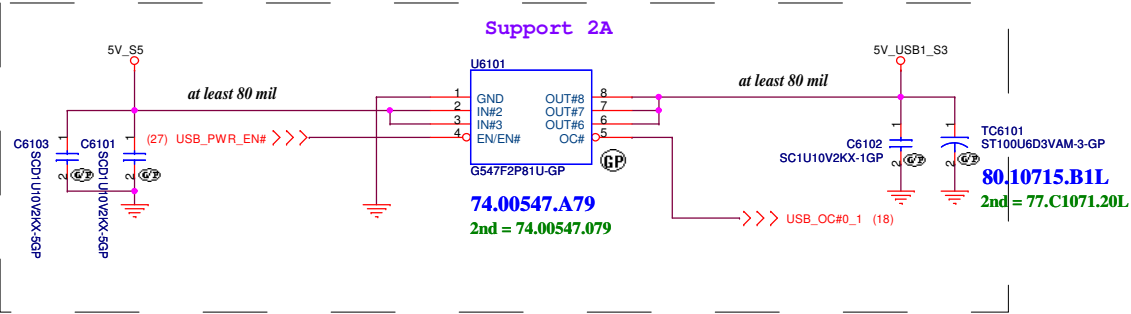 Support 2A
5V_S5
5V_USB1_S3
U6101
at least 80 mil
at least 80 mil
1 GND OUT#8 8
2 IN#2 OUT#7 7
3 IN#3 OUT#6 6
4 EN/EN# OC# 5
(27) USB_PWR_EN#
G547F2P81U-GP
GP
74.00547.A79
2nd = 74.00547.079
C6103
SCD1U10V2KX-5GP
1
2
G/P
C6101
SCD1U10V2KX-5GP
1
2
G/P
C6102
SC1U10V2KX-1GP
1
2
G/P
TC6101
ST100U6D3VAM-3-GP
1
2
G/P
80.10715.B1L
2nd = 77.C1071.20L
USB_OC#0_1 (18)